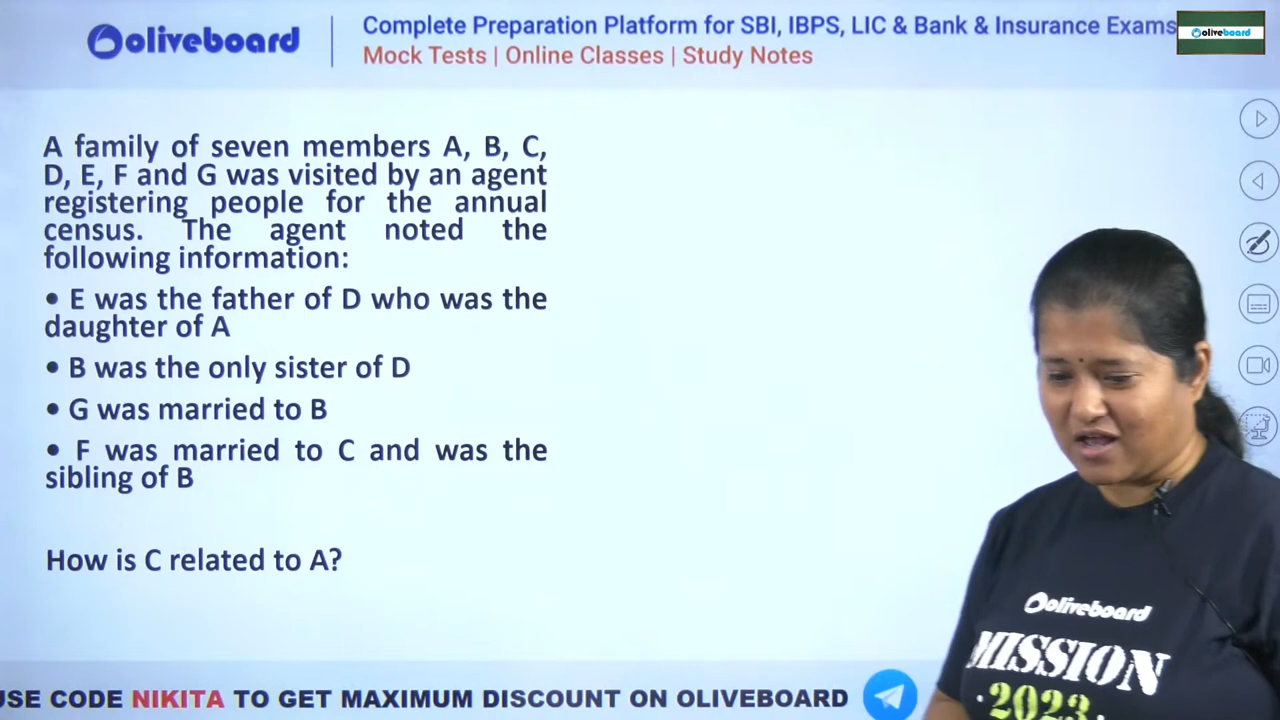 oliveboard
Complete Preparation Platform for SBI, IBPS, LIC & Bank & Insurance Exams
Mock Tests | Online Classes | Study Notes
oliveboard
A family of seven members A, B, C,
D, E, F and G was visited by an agent
registering people for the annual
census. The agent noted the
following information:
• E was the father of D who was the
daughter of A
• B was the only sister of D
• G was married to B
• F was married to C and was the
sibling of B
How is C related to A?
oliveboard
MISSION
2023
USE CODE NIKITA TO GET MAXIMUM DISCOUNT ON OLIVEBOARD